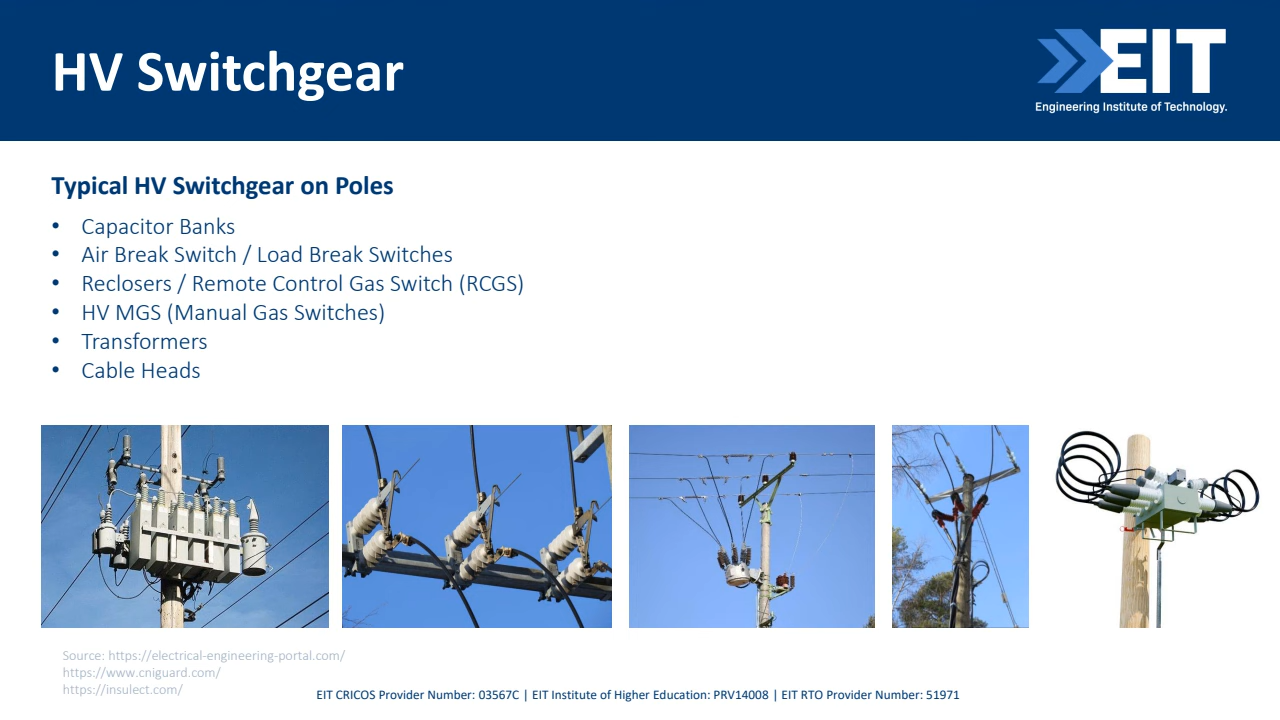 HV Switchgear
EIT
Engineering Institute of Technology.
Typical HV Switchgear on Poles
• Capacitor Banks
• Air Break Switch / Load Break Switches
• Reclosers / Remote Control Gas Switch (RCGS)
• HV MGS (Manual Gas Switches)
• Transformers
• Cable Heads
Source: https://electrical-engineering-portal.com/
https://www.cniguard.com/
https://insulect.com/
EIT CRICOS Provider Number: 03567C | EIT Institute of Higher Education: PRV14008 | EIT RTO Provider Number: 51971